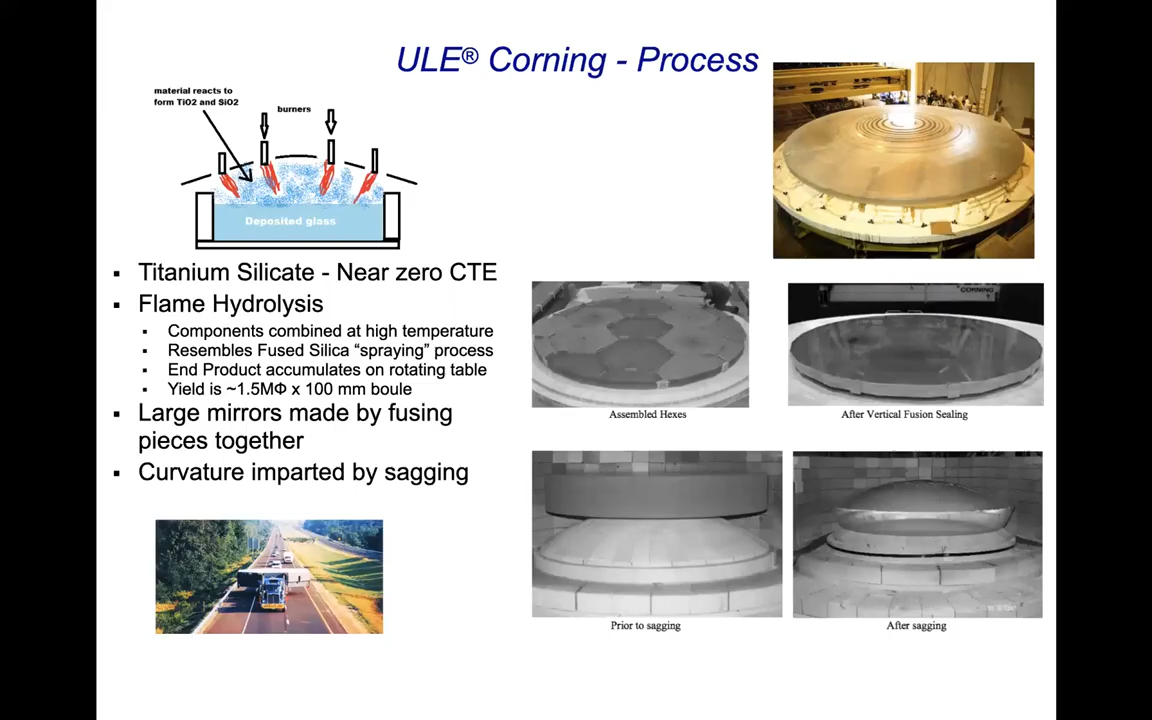 ULE® Corning - Process
material reacts to
form TiO2 and SiO2
burners
Deposited glass
▪ Titanium Silicate - Near zero CTE
▪ Flame Hydrolysis
▪ Components combined at high temperature
▪ Resembles Fused Silica “spraying” process
▪ End Product accumulates on rotating table
▪ Yield is ~1.5MΦ x 100 mm boule
▪ Large mirrors made by fusing
pieces together
▪ Curvature imparted by sagging
CORNING
Assembled Hexes
After Vertical Fusion Sealing
Prior to sagging
After sagging